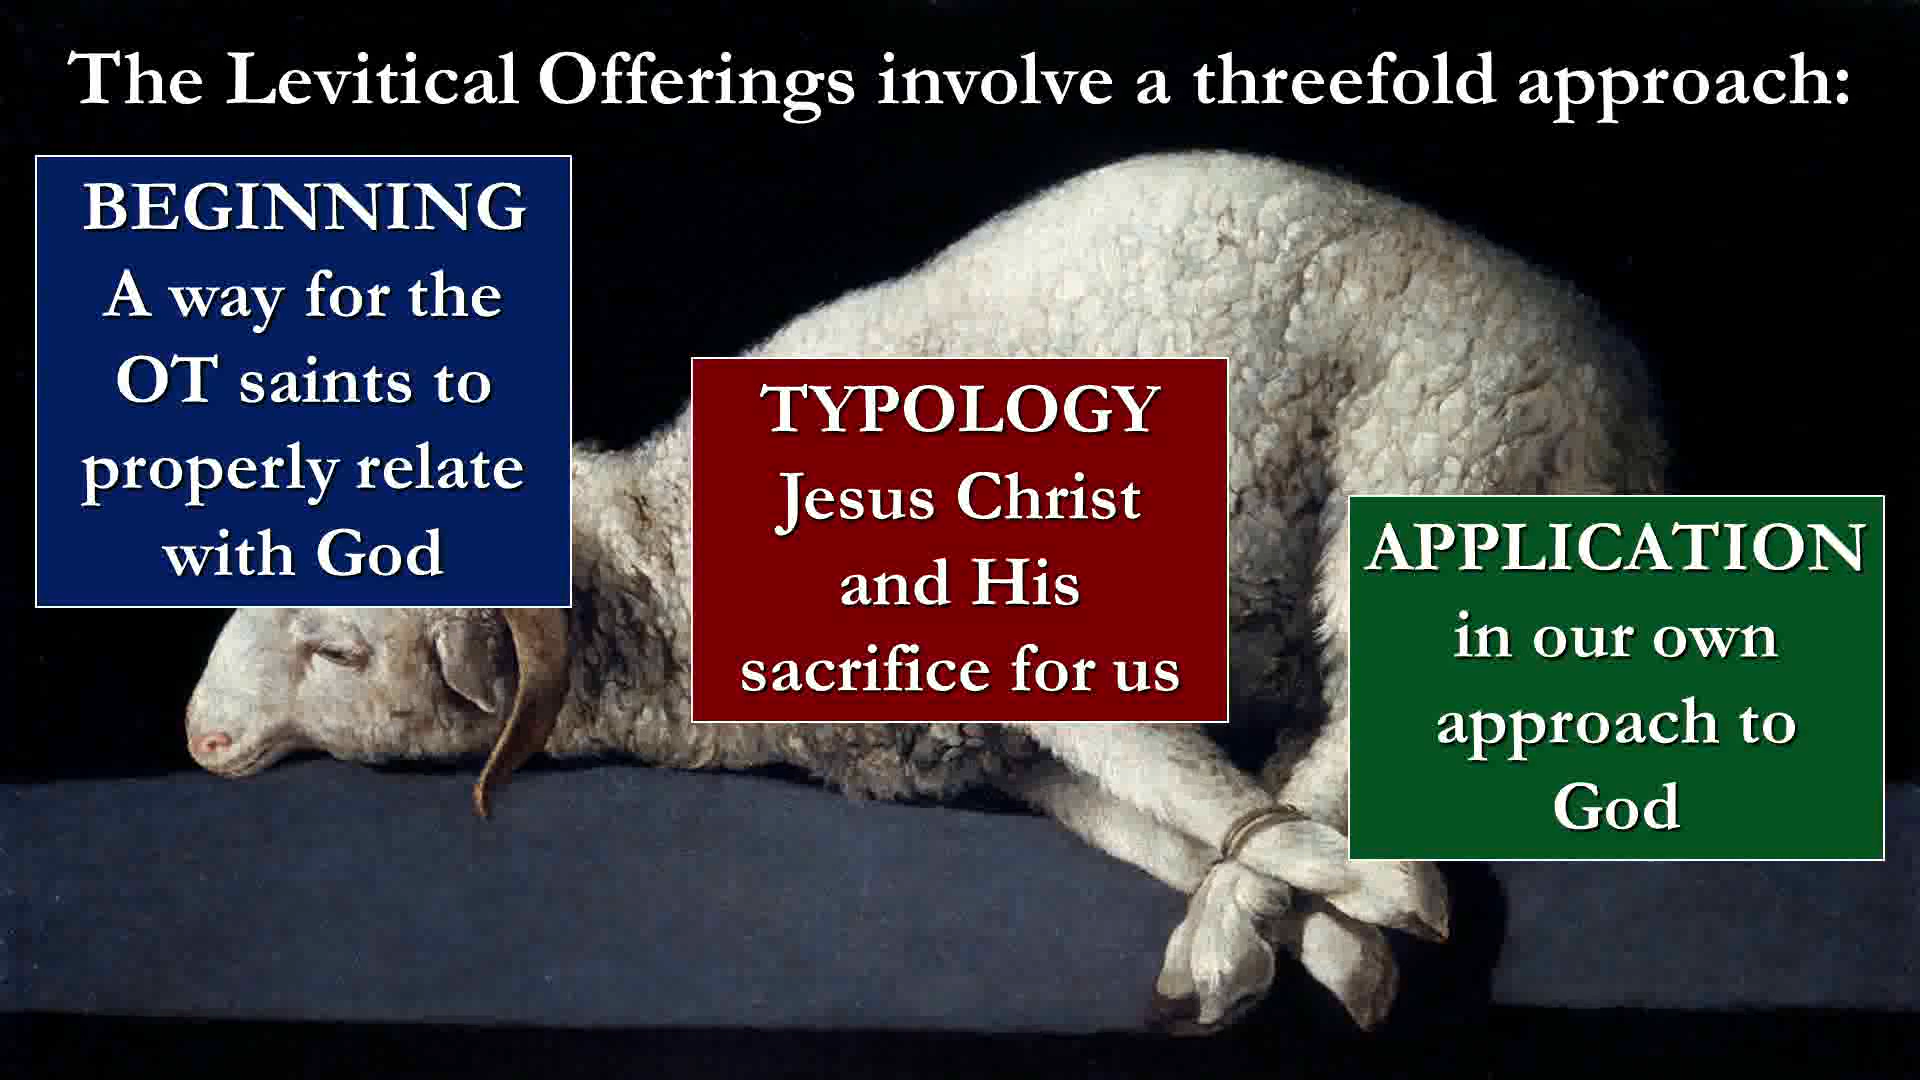 The Levitical Offerings involve a threefold approach:
BEGINNING
A way for the
OT saints to
properly relate
with God
TYPOLOGY
Jesus Christ
and His
sacrifice for us
APPLICATION
in our own
approach to
God